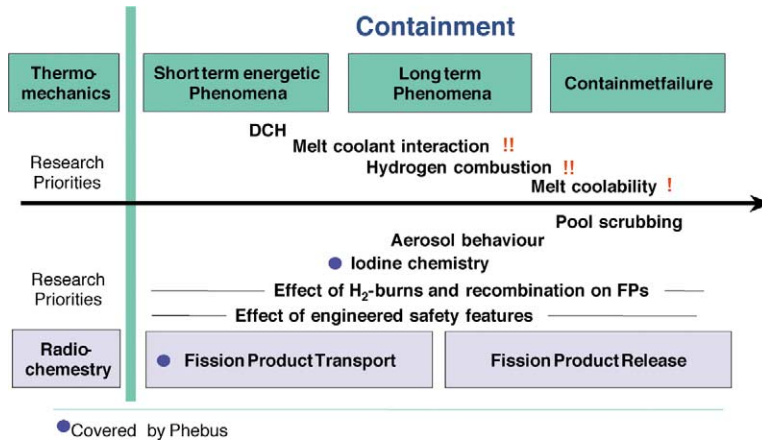 Containment
Thermo-
mechanics
Short term energetic
Phenomena
Long term
Phenomena
Containmetfailure
DCH
Melt coolant interaction !!
Research
Priorities
Hydrogen combustion !!
Melt coolability !
Pool scrubbing
Aerosol behaviour
Iodine chemistry
Research
Priorities
Effect of H₂-burns and recombination on FPs
Effect of engineered safety features
Radio-
chemestry
Fission Product Transport
Fission Product Release
Covered by Phebus